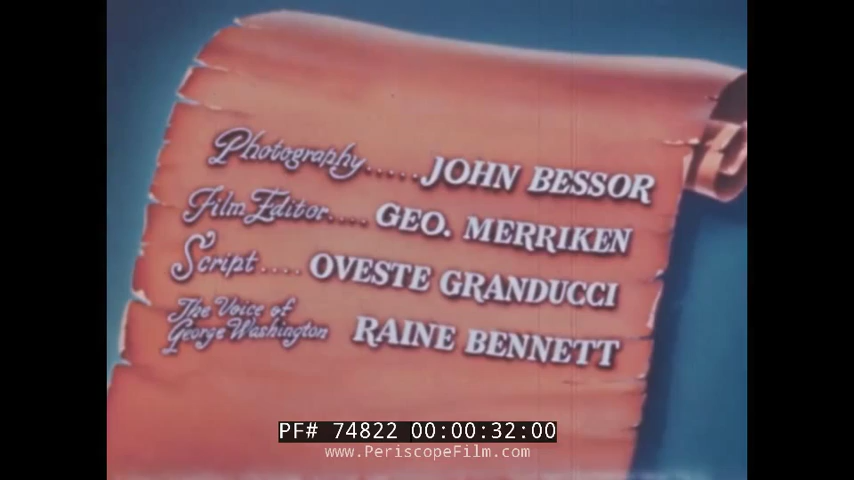 Photography.....JOHN BESSOR
Film Editor.... GEO. MERRIKEN
Script....OVESTE GRANDUCCI
The Voice of
George Washington RAINE BENNETT
PF# 74822 00:00:32:00
www.PeriscopeFilm.com